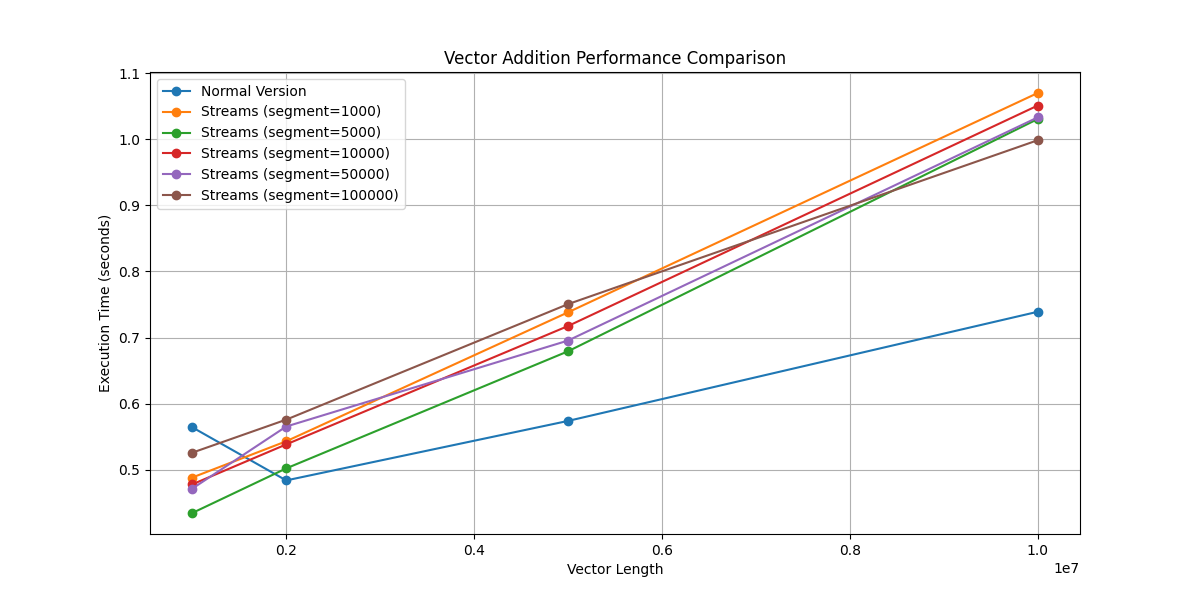 Vector Addition Performance Comparison
1.1
1.0
0.9
0.8
0.7
0.6
0.5
Execution Time (seconds)
Normal Version
Streams (segment=1000)
Streams (segment=5000)
Streams (segment=10000)
Streams (segment=50000)
Streams (segment=100000)
0.2 0.4 0.6 0.8 1.0
1e7
Vector Length